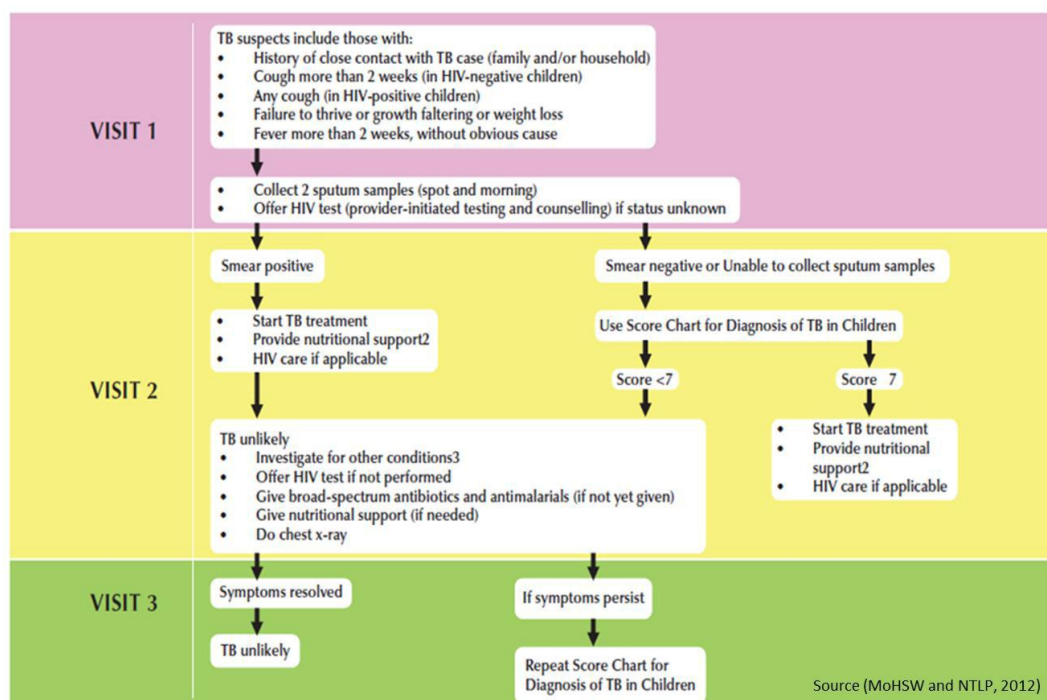 VISIT 1
TB suspects include those with:
• History of close contact with TB case (family and/or household)
• Cough more than 2 weeks (in HIV-negative children)
• Any cough (in HIV-positive children)
• Failure to thrive or growth faltering or weight loss
• Fever more than 2 weeks, without obvious cause
• Collect 2 sputum samples (spot and morning)
• Offer HIV test (provider-initiated testing and counselling) if status unknown
VISIT 2
Smear positive
Smear negative or Unable to collect sputum samples
• Start TB treatment
• Provide nutritional support2
• HIV care if applicable
Use Score Chart for Diagnosis of TB in Children
Score <7
Score 7
TB unlikely
• Investigate for other conditions3
• Offer HIV test if not performed
• Give broad-spectrum antibiotics and antimalarials (if not yet given)
• Give nutritional support (if needed)
• Do chest x-ray
• Start TB treatment
• Provide nutritional
support2
• HIV care if applicable
VISIT 3
Symptoms resolved
If symptoms persist
TB unlikely
Repeat Score Chart for
Diagnosis of TB in Children
Source (MoHSW and NTLP, 2012)